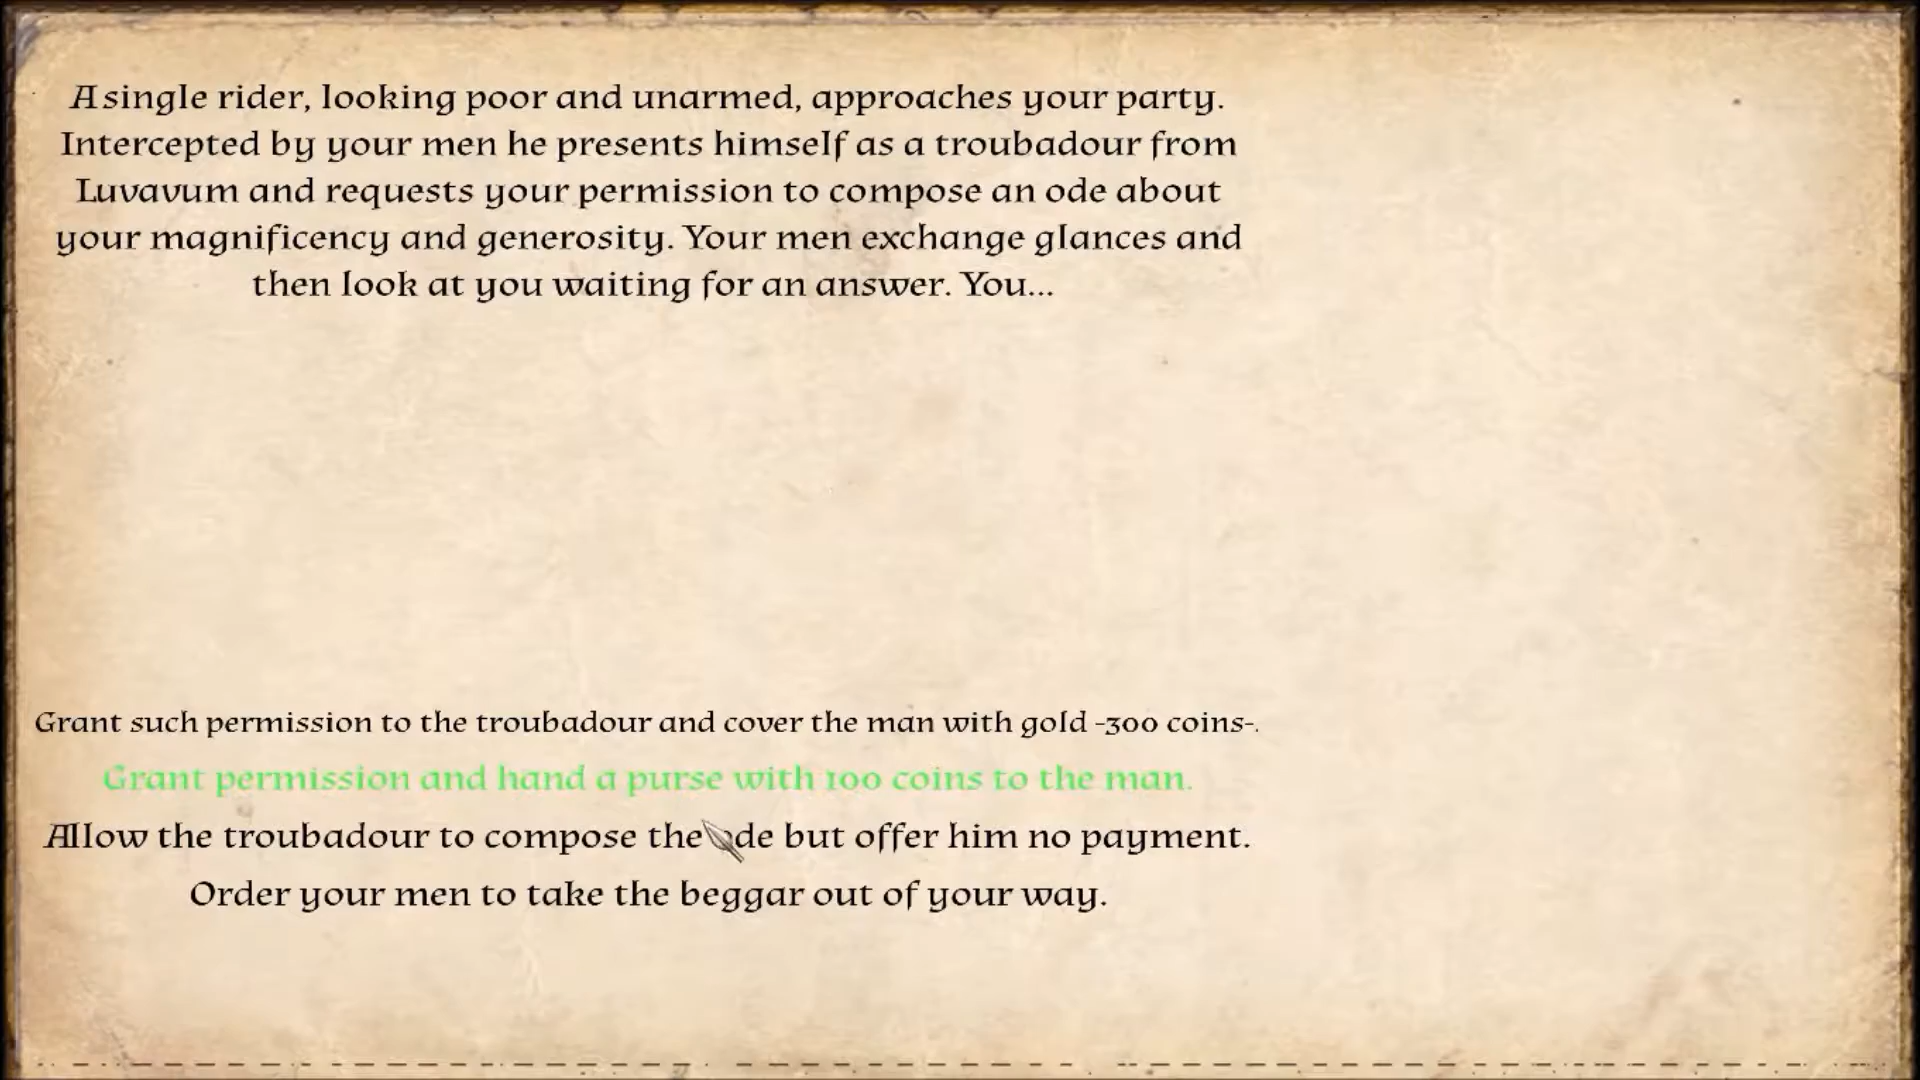 A single rider, looking poor and unarmed, approaches your party.
Intercepted by your men he presents himself as a troubadour from
Luvavum and requests your permission to compose an ode about
your magnificency and generosity. Your men exchange glances and
then look at you waiting for an answer. You...
Grant such permission to the troubadour and cover the man with gold -300 coins-.
Grant permission and hand a purse with 100 coins to the man.
Allow the troubadour to compose the ode but offer him no payment.
Order your men to take the beggar out of your way.